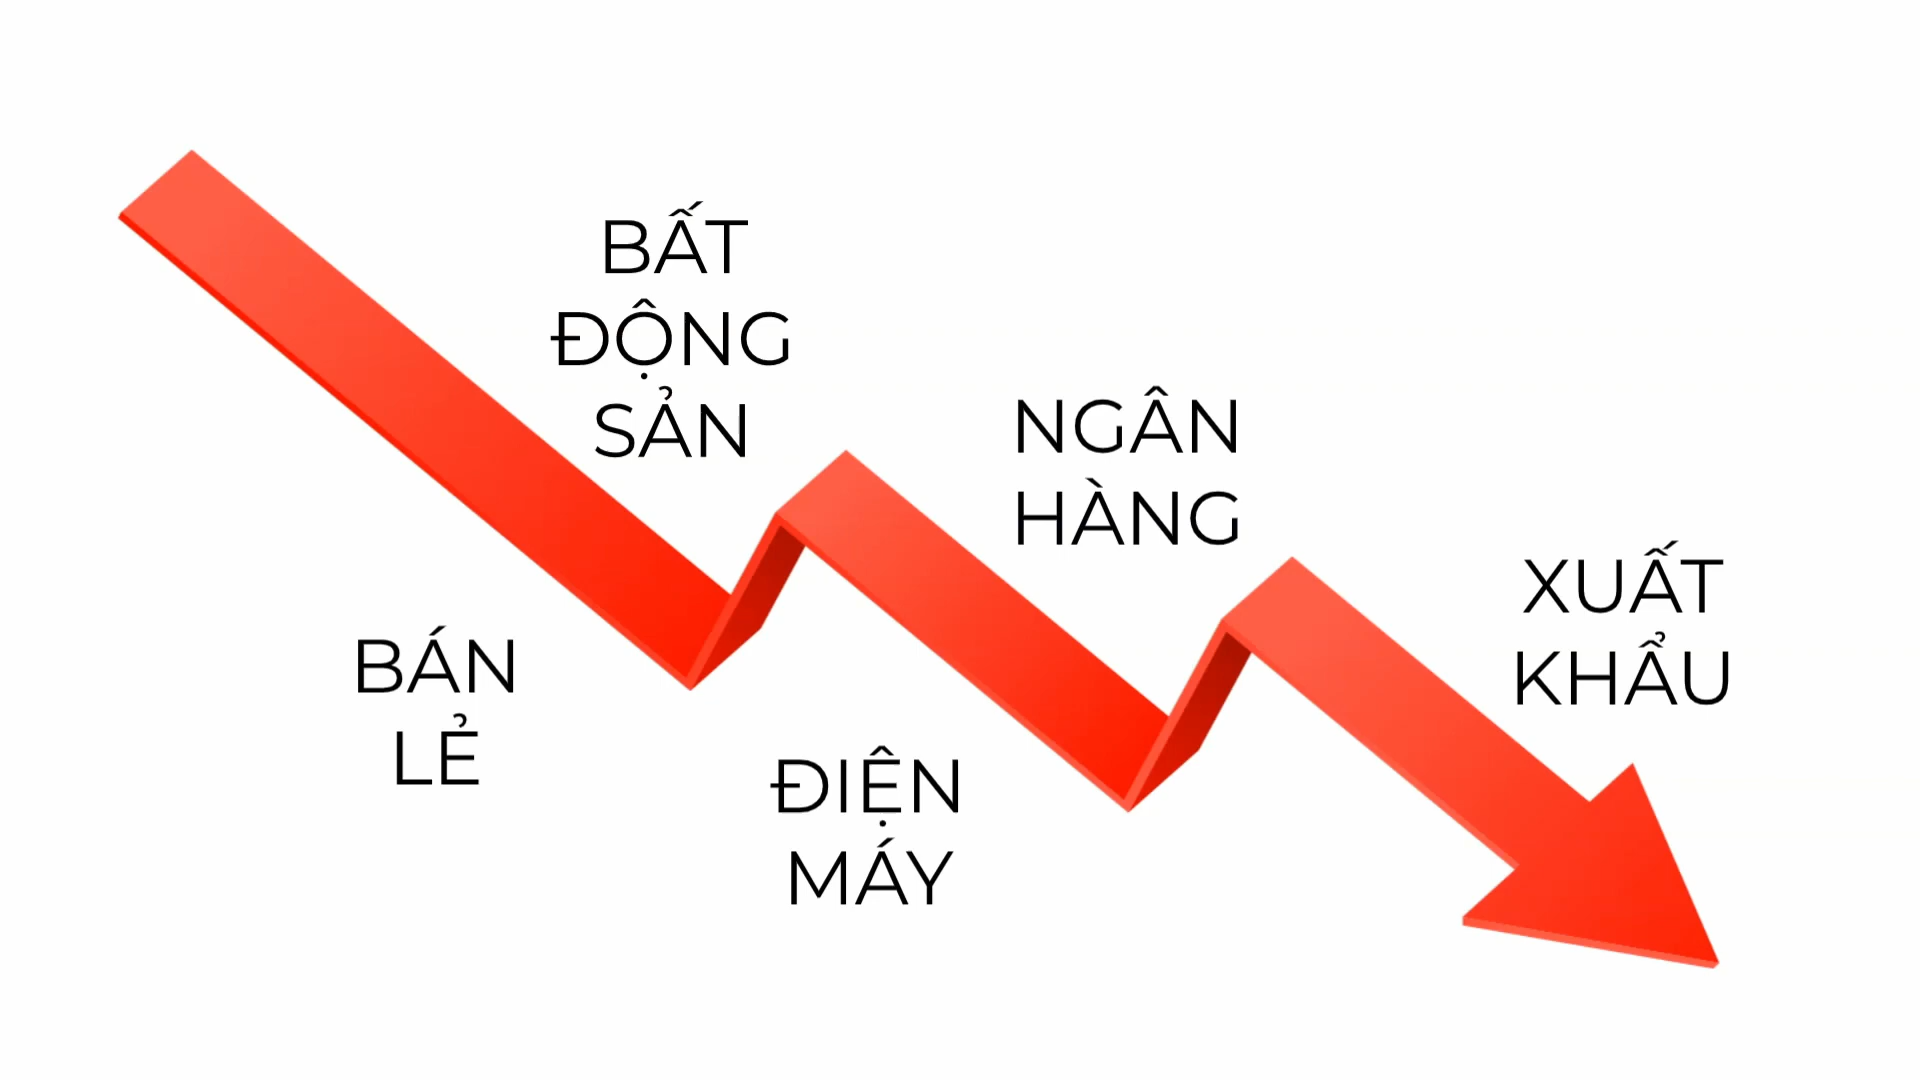 BẤT
ĐỘNG
SẢN
NGÂN
HÀNG
XUẤT
KHẨU
BÁN
LẺ
ĐIỆN
MÁY